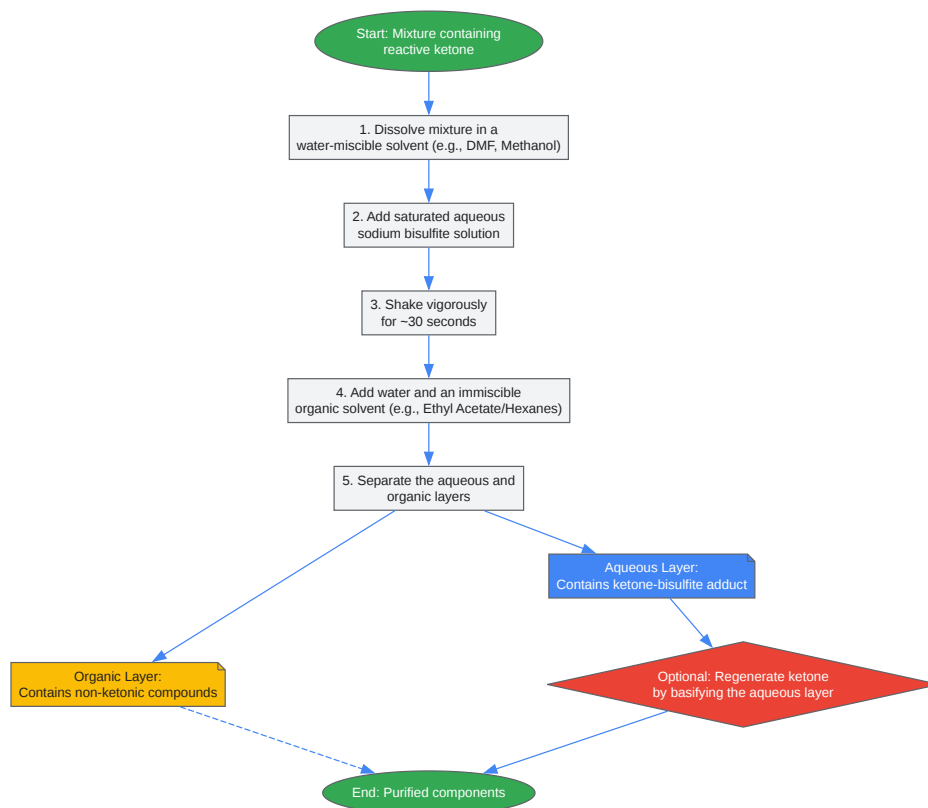 Start: Mixture containing
reactive ketone
1. Dissolve mixture in a
water-miscible solvent (e.g., DMF, Methanol)
2. Add saturated aqueous
sodium bisulfite solution
3. Shake vigorously
for ~30 seconds
4. Add water and an immiscible
organic solvent (e.g., Ethyl Acetate/Hexanes)
5. Separate the aqueous and
organic layers
Aqueous Layer:
Contains ketone-bisulfite adduct
Organic Layer:
Contains non-ketonic compounds
Optional: Regenerate ketone
by basifying the aqueous layer
End: Purified components